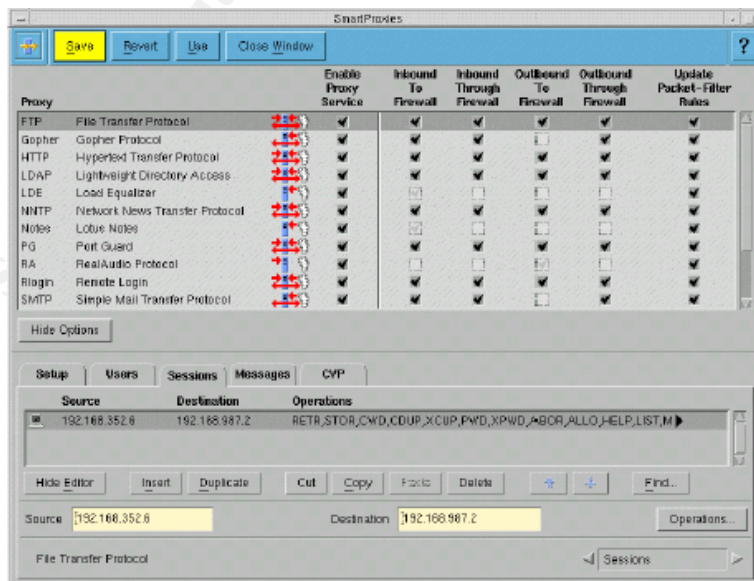 SmartProxies
Save Revert Use Close Window ?
Proxy Enable Proxy Service Inbound To Firewall Inbound Through Firewall Outbound To Firewall Outbound Through Firewall Update Packet-Filter Rules
FTP File Transfer Protocol
Gopher Gopher Protocol
HTTP Hypertext Transfer Protocol
LDAP Lightweight Directory Access
LDE Load Equalizer
NNTP Network News Transfer Protocol
Notes Lotus Notes
PG Port Guard
RA RealAudio Protocol
Rlogin Remote Login
SMTP Simple Mail Transfer Protocol
Hide Options
Setup Users Sessions Messages CVP
Source Destination Operations
192.168.352.6 192.168.987.2 RETR,STOR,CWD,CDUP,XCUP,PWD,XPWD,ABOR,ALLO,HELP,LIST,M
Hide Editor Insert Duplicate Cut Copy Paste Delete Find...
Source 192.168.352.6 Destination 192.168.987.2 Operations...
File Transfer Protocol Sessions